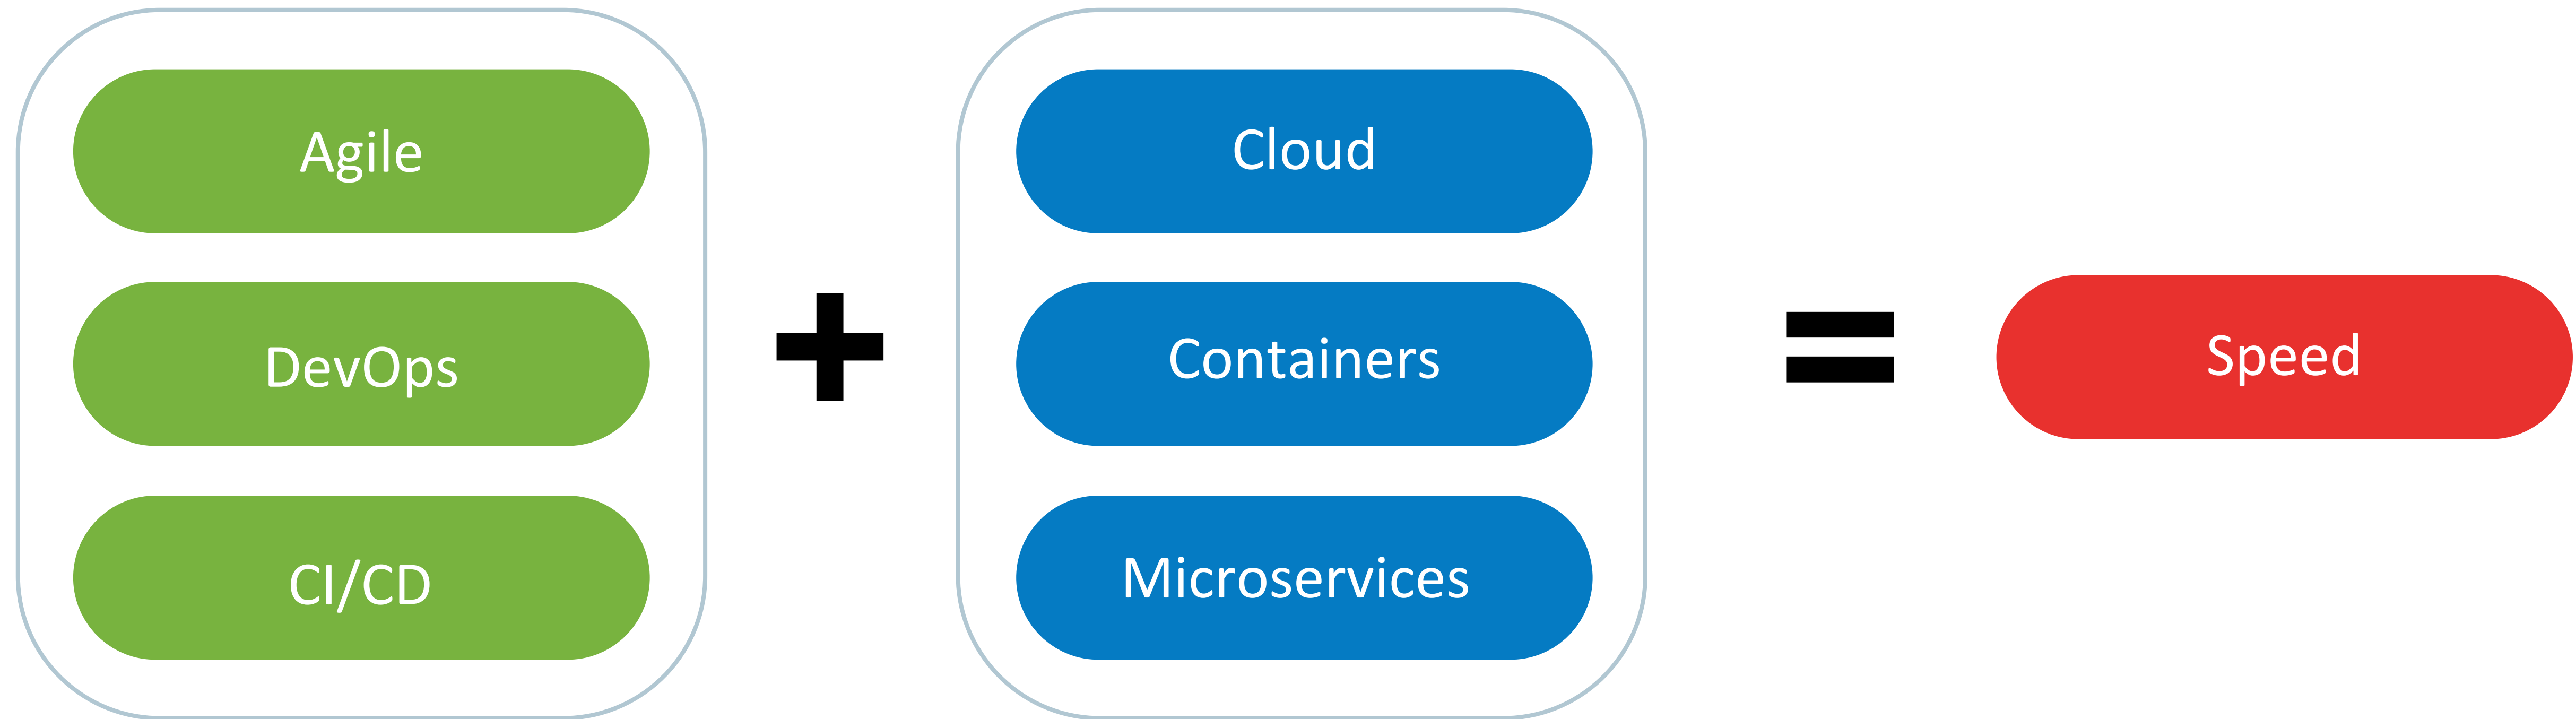 Agile
DevOps
CI/CD
+
Cloud
Containers
Microservices
=
Speed